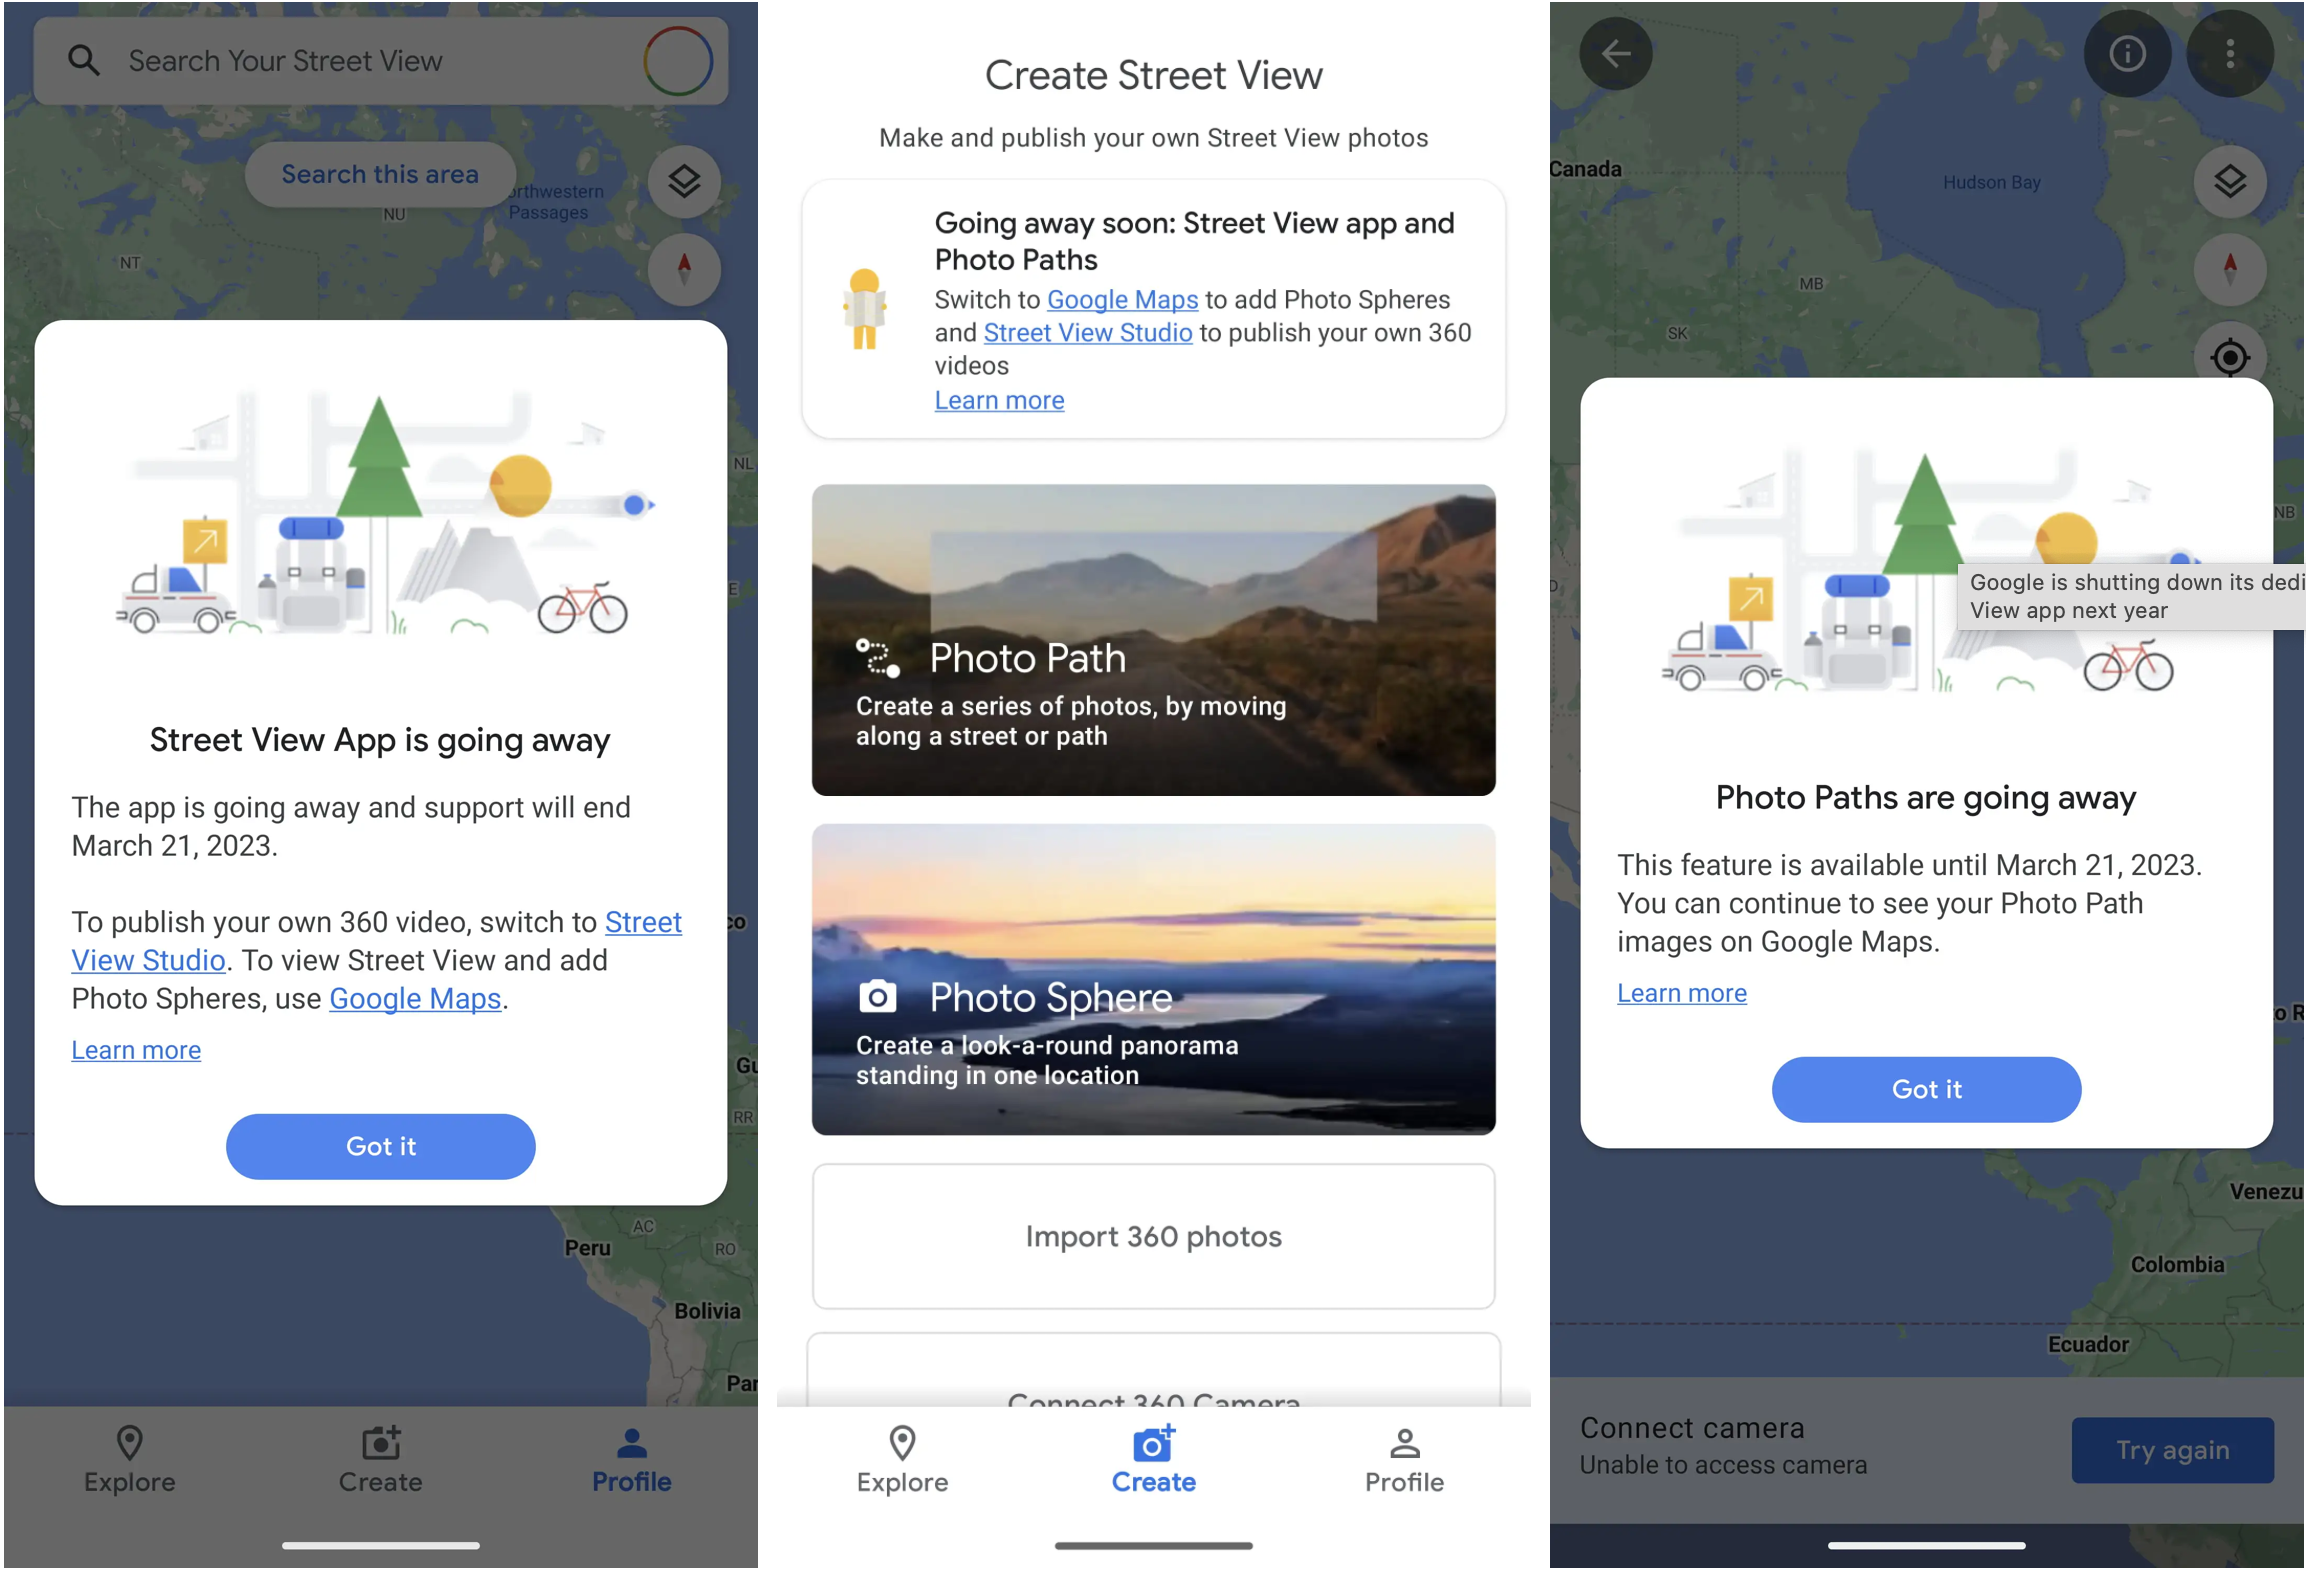 Search Your Street View
Search this area
Northwestern
Passages
NU
NT
NL
Street View App is going away
The app is going away and support will end
March 21, 2023.
To publish your own 360 video, switch to Street
View Studio. To view Street View and add
Photo Spheres, use Google Maps.
Learn more
Got it
RR
AC
Peru
RO
Bolivia
Explore
Create
Profile
Create Street View
Make and publish your own Street View photos
Going away soon: Street View app and
Photo Paths
Switch to Google Maps to add Photo Spheres
and Street View Studio to publish your own 360
videos
Learn more
Photo Path
Create a series of photos, by moving
along a street or path
Photo Sphere
Create a look-a-round panorama
standing in one location
Import 360 photos
Connect 360 Camera
Explore
Create
Profile
Canada
Hudson Bay
MB
SK
NB
Google is shutting down its dedi
View app next year
Photo Paths are going away
This feature is available until March 21, 2023.
You can continue to see your Photo Path
images on Google Maps.
Learn more
Got it
Venezu
Colombia
Ecuador
Connect camera
Unable to access camera
Try again